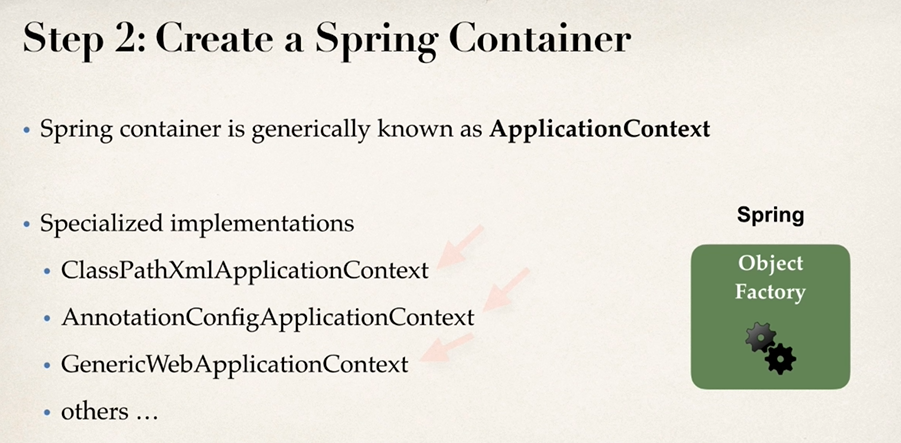 Step 2: Create a Spring Container
• Spring container is generically known as ApplicationContext
• Specialized implementations
• ClassPathXmlApplicationContext
• AnnotationConfigApplicationContext
• GenericWebApplicationContext
• others …
Spring
Object
Factory